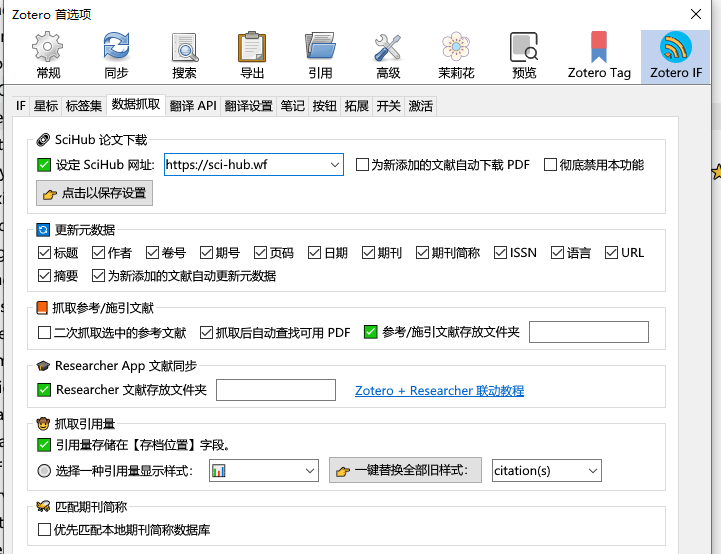 Zotero 首选项
常规 同步 搜索 导出 引用 高级 茉莉花 预览 Zotero Tag Zotero IF
IF 星标 标签集 数据抓取 翻译 API 翻译设置 笔记 按钮 拓展 开关 激活
SciHub 论文下载
设定 SciHub 网址: https://sci-hub.wf 为新添加的文献自动下载 PDF 彻底禁用本功能
点击以保存设置
更新元数据
标题 作者 卷号 期号 页码 日期 期刊 期刊简称 ISSN 语言 URL
摘要 为新添加的文献自动更新元数据
抓取参考/施引文献
二次抓取选中的参考文献 抓取后自动查找可用 PDF 参考/施引文献存放文件夹
Researcher App 文献同步
Researcher 文献存放文件夹 Zotero + Researcher 联动教程
抓取引用量
引用量存储在【存档位置】字段。
选择一种引用量显示样式： 一键替换全部旧样式： citation(s)
匹配期刊简称
优先匹配本地期刊简称数据库